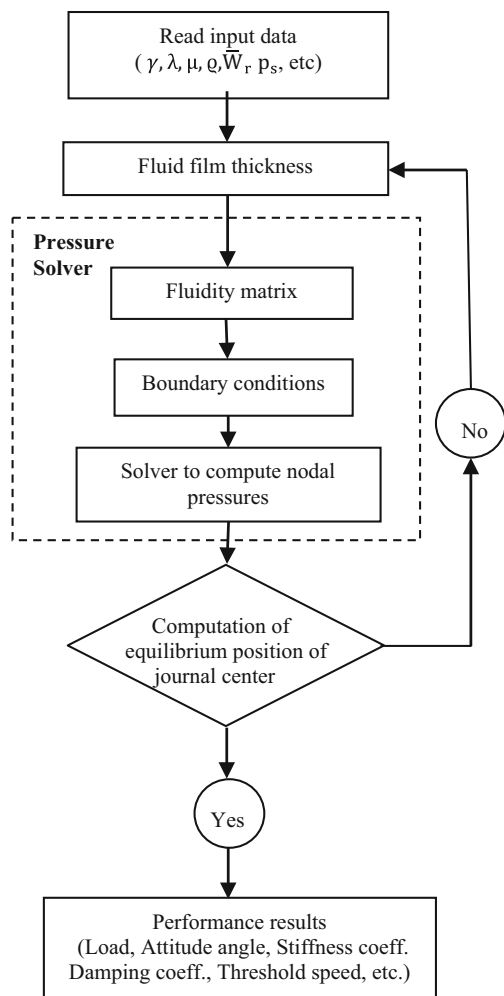 Read input data
( γ, λ, μ, ϱ,W̅r ps, etc)
Fluid film thickness
Pressure
Solver
Fluidity matrix
Boundary conditions
Solver to compute nodal
pressures
No
Computation of
equilibrium position of
journal center
Yes
Performance results
(Load, Attitude angle, Stiffness coeff.
Damping coeff., Threshold speed, etc.)